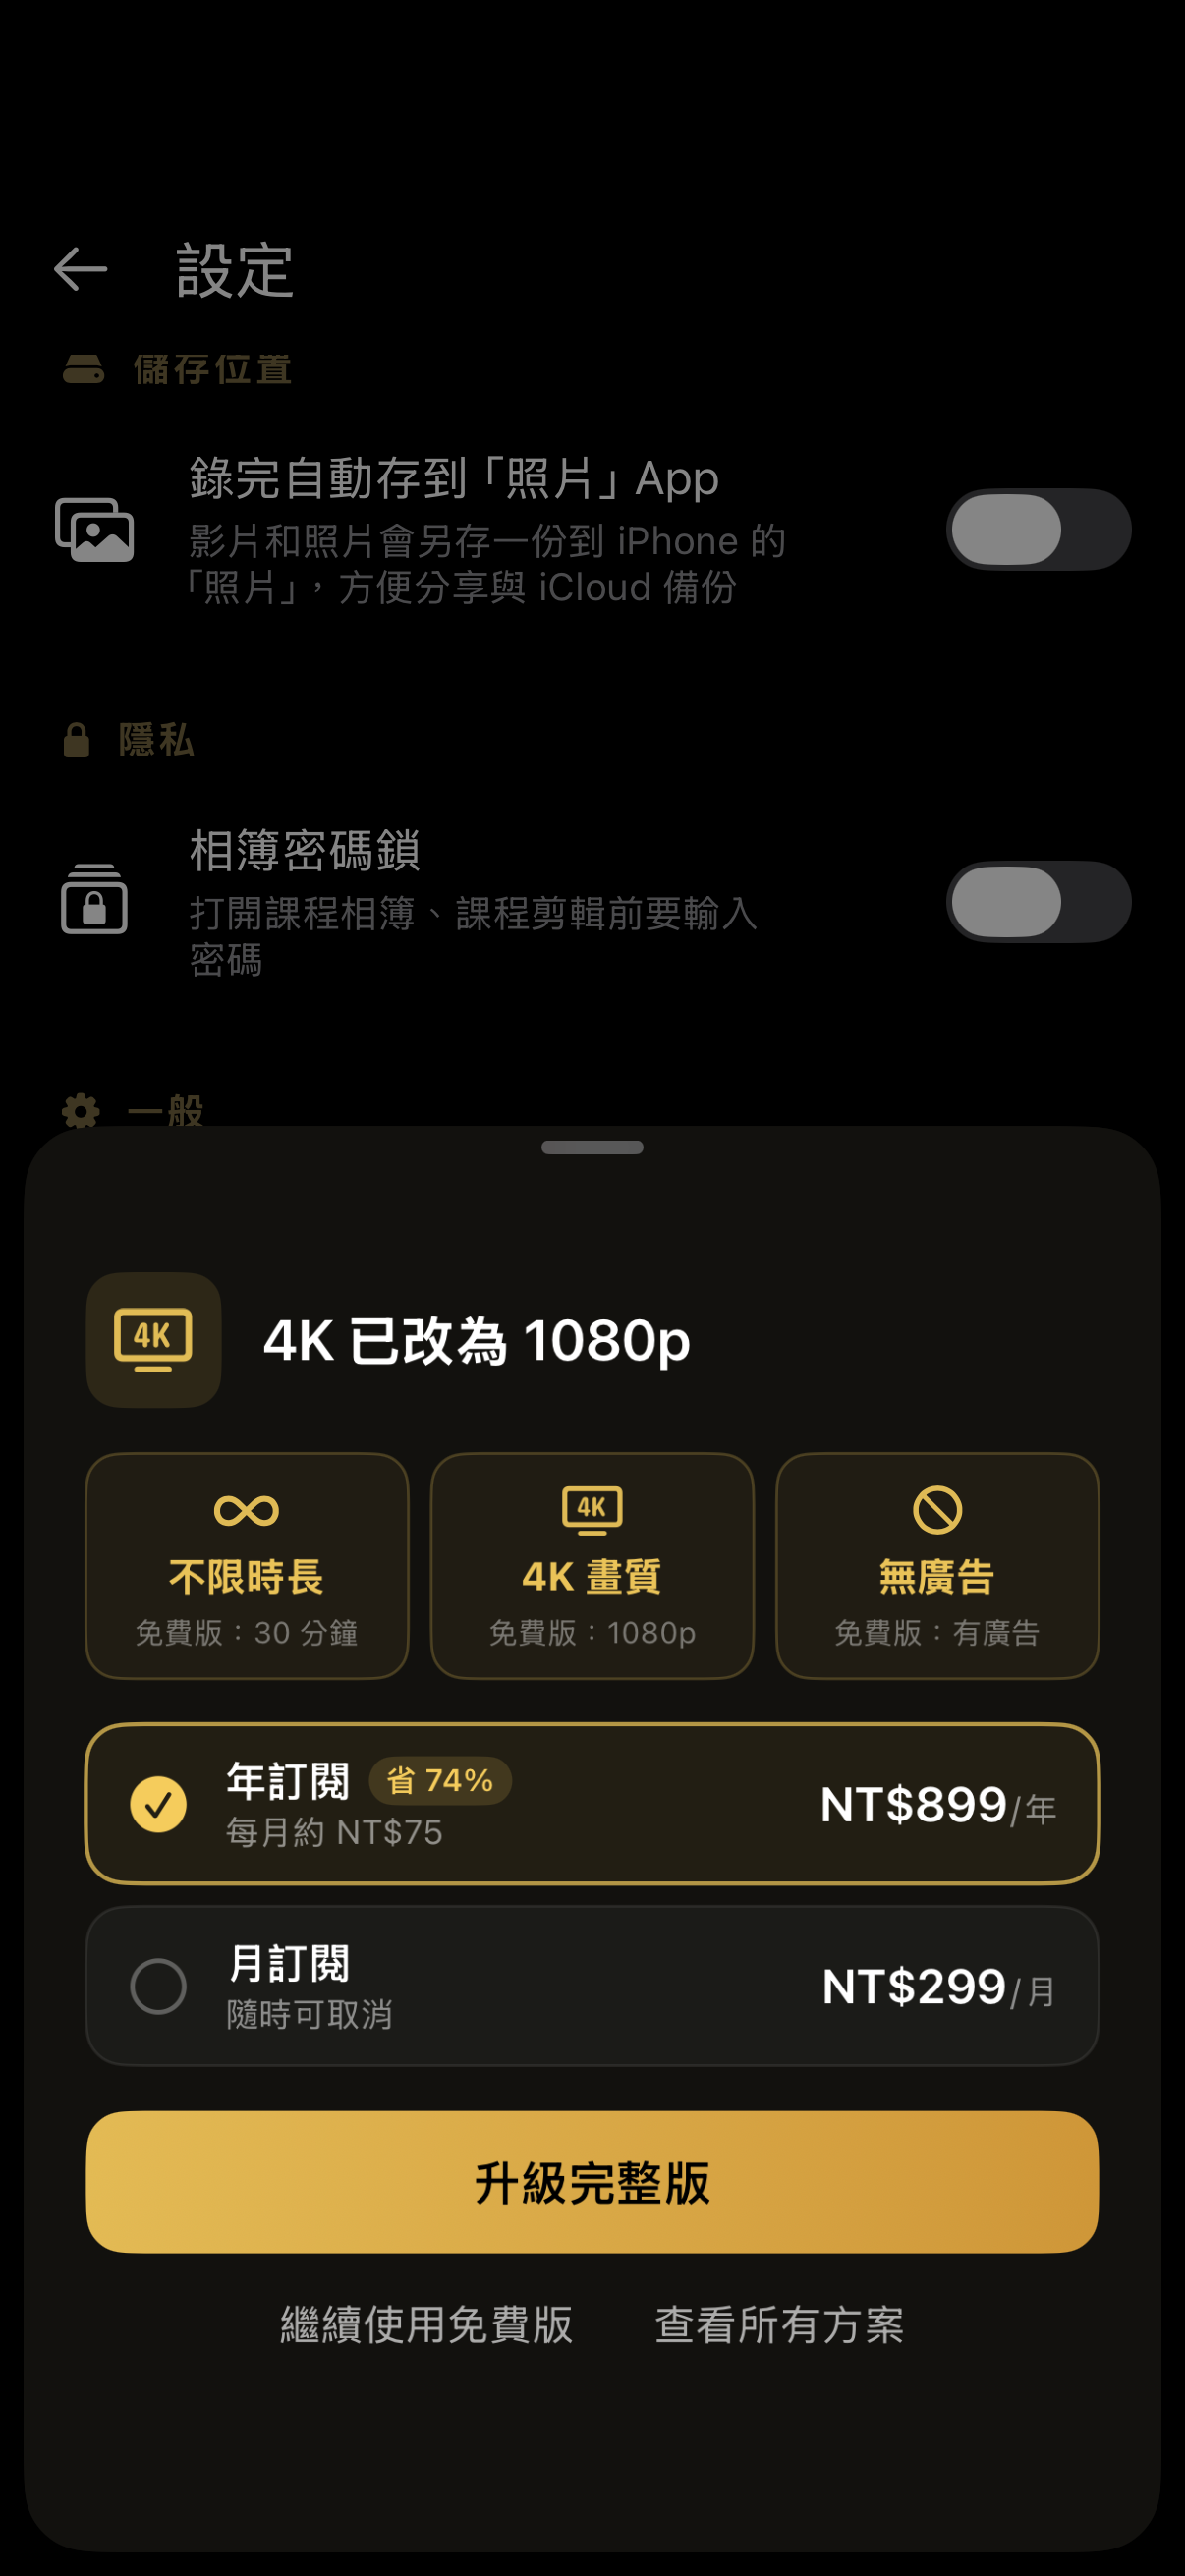 設定
儲存位置
錄完自動存到「照片」App
影片和照片會另存一份到 iPhone 的
「照片」，方便分享與 iCloud 備份
隱私
相簿密碼鎖
打開課程相簿、課程剪輯前要輸入
密碼
一般
4K
4K 已改為 1080p
4K
不限時長
4K 畫質
無廣告
免費版：30 分鐘
免費版：1080p
免費版：有廣告
年訂閱 省 74%
每月約 NT$75
NT$899/年
月訂閱
隨時可取消
NT$299/月
升級完整版
繼續使用免費版
查看所有方案